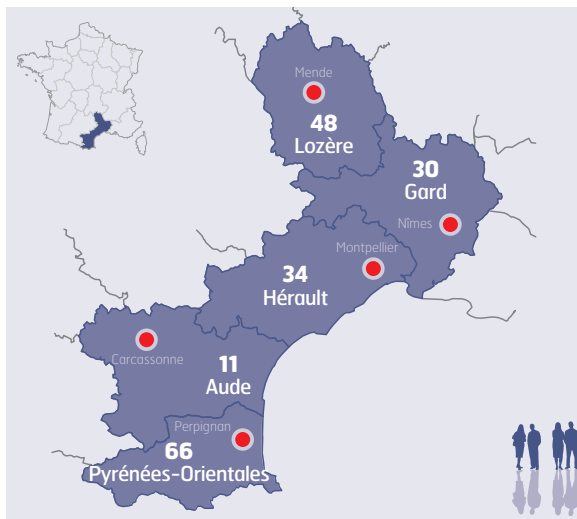 Mende
48
Lozère
30
Gard
Nîmes
Montpellier
34
Hérault
Carcassonne
11
Aude
Perpignan
66
Pyrénées-Orientales